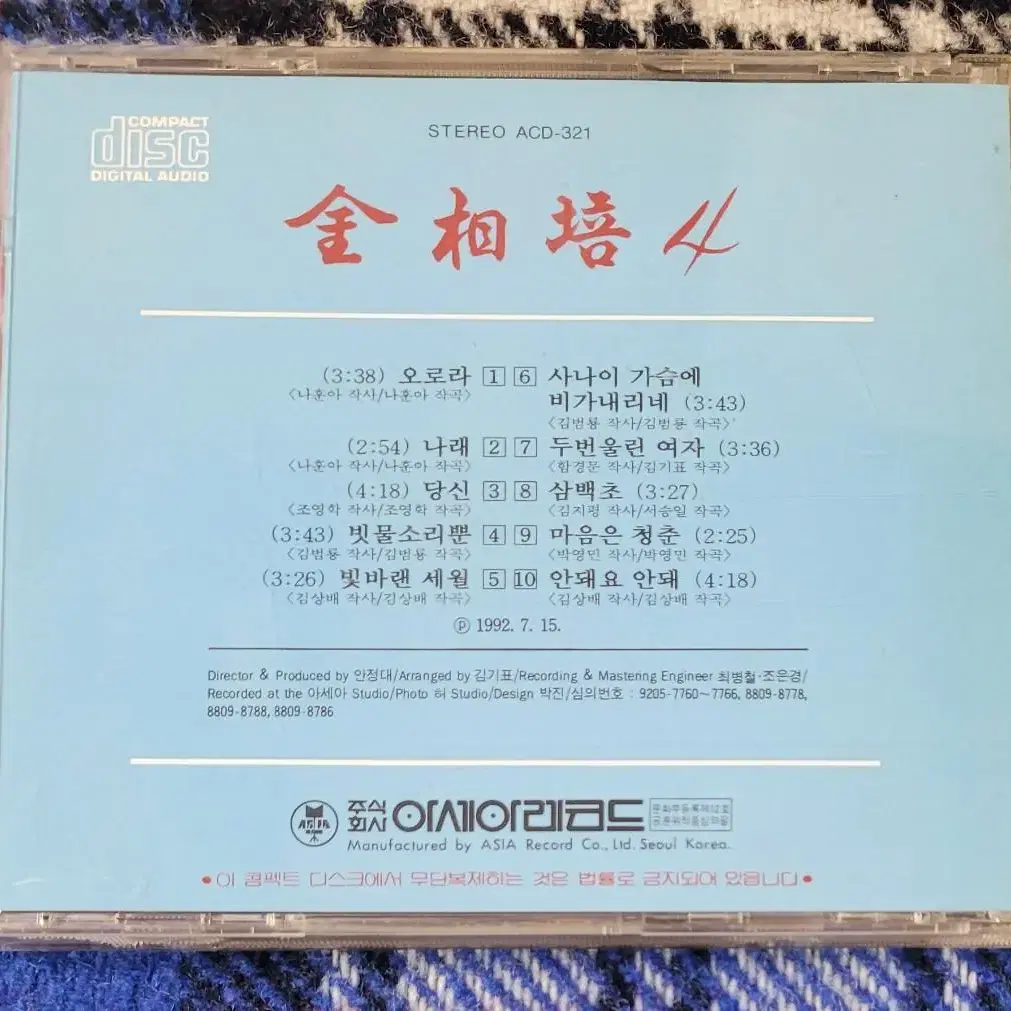 COMPACT
disc
DIGITAL AUDIO
STEREO ACD-321
金相培 4
(3:38) 오로라 1
〈나훈아 작사/나훈아 작곡〉
(2:54) 나래 2
〈나훈아 작사/나훈아 작곡〉
(4:18) 당신 3
〈조영학 작사/조영학 작곡〉
(3:43) 빗물소리뿐 4
〈김범룡 작사/김범룡 작곡〉
(3:26) 빛바랜 세월 5
〈김상배 작사/김상배 작곡〉
6 사나이 가슴에
비가내리네 (3:43)
〈김범룡 작사/김범룡 작곡〉
7 두번울린 여자 (3:36)
〈함경문 작사/김기표 작곡〉
8 삼백초 (3:27)
〈김지평 작사/서승일 작곡〉
9 마음은 청춘 (2:25)
〈박영민 작사/박영민 작곡〉
10 안돼요 안돼 (4:18)
〈김상배 작사/김상배 작곡〉
℗ 1992. 7. 15.
Director & Produced by 안정대/Arranged by 김기표/Recording & Mastering Engineer 최병철·조은경/
Recorded at the 아세아 Studio/Photo 허 Studio/Design 박진/심의번호 : 9205-7760~7766, 8809-8778,
8809-8788, 8809-8786
ASIA
주식회사 아세아레코드
Manufactured by ASIA Record Co., Ltd. Seoul Korea.
•이 콤팩트 디스크에서 무단복제하는 것은 법률로 금지되어 있읍니다•